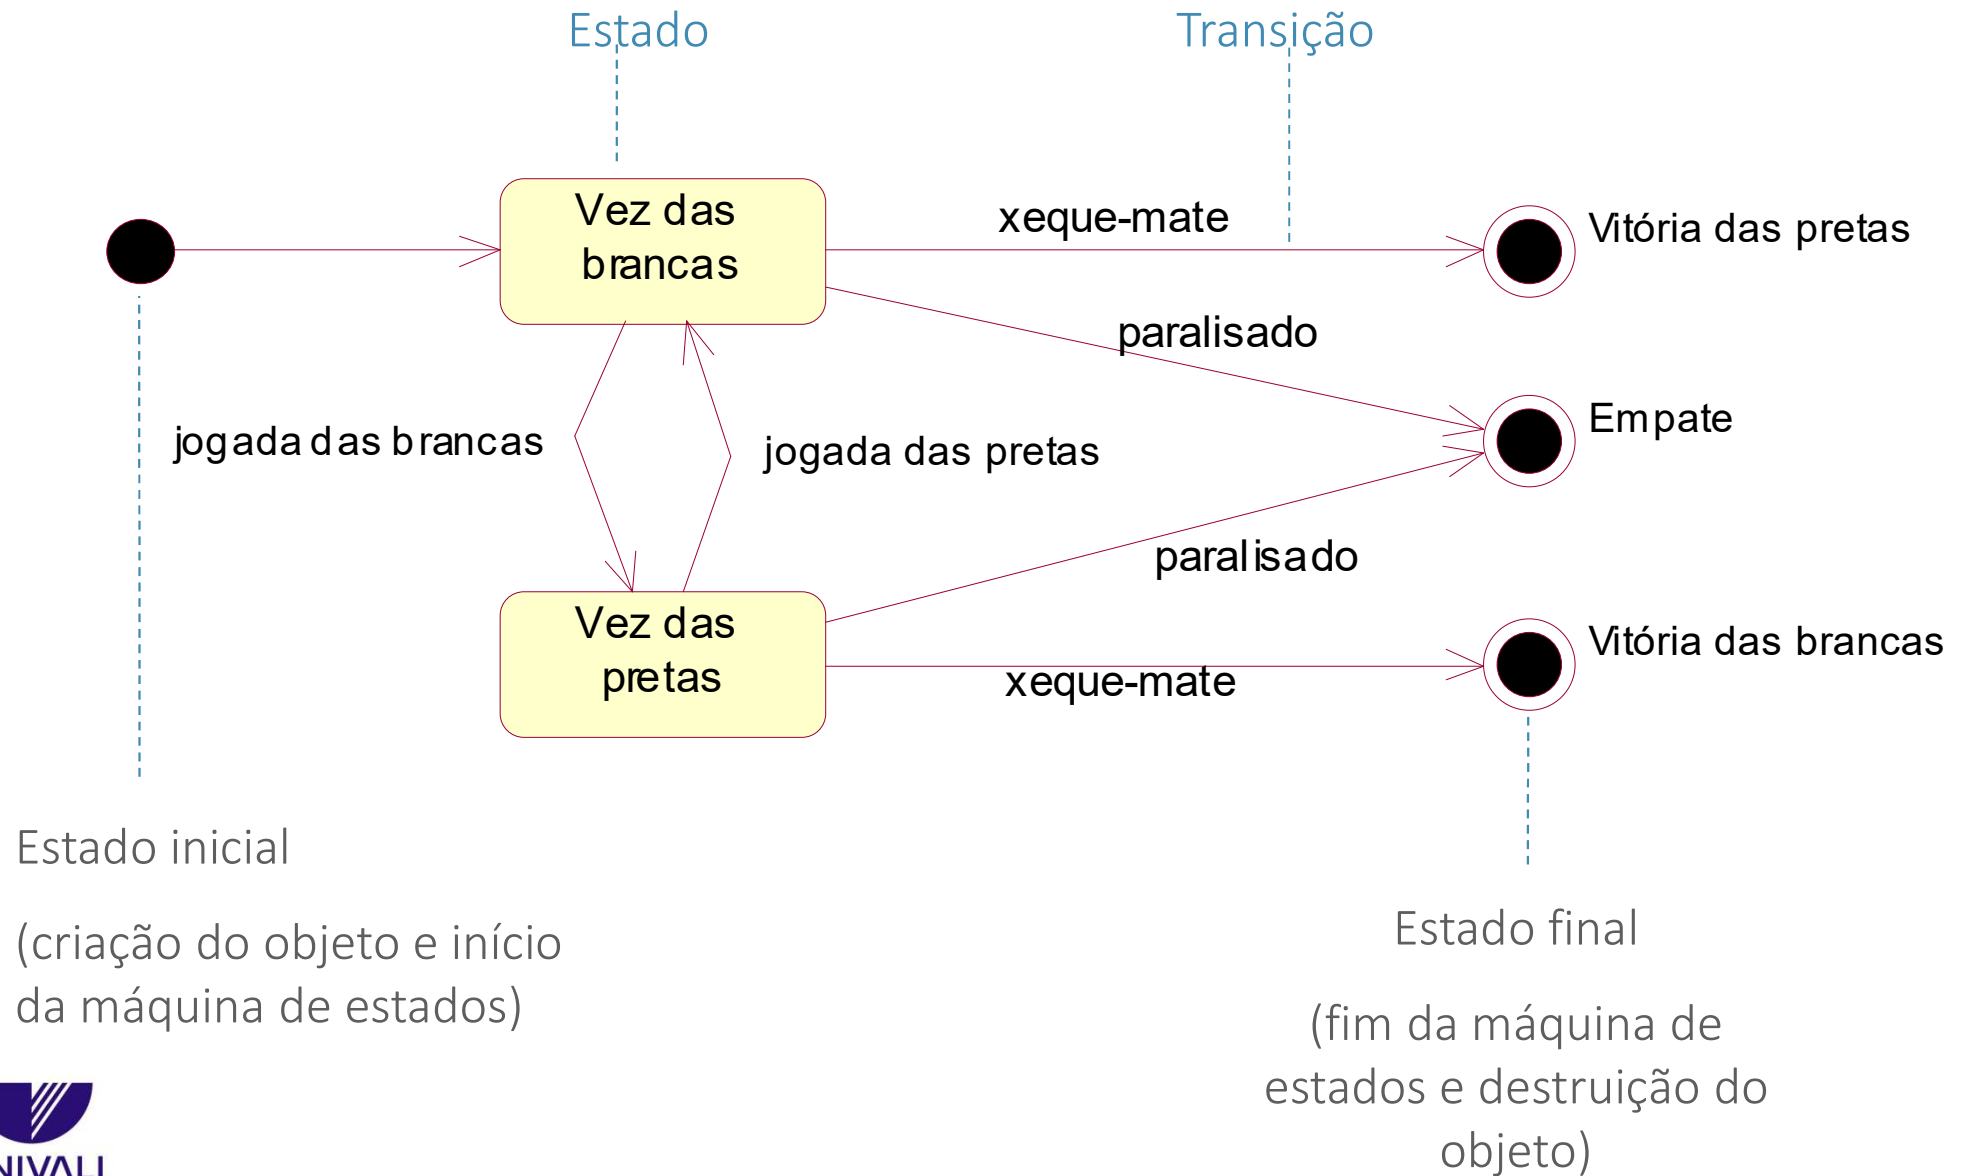 Estado
Transição
Vez das
brancas
xeque-mate
Vitória das pretas
paralisado
Empate
jogada das brancas
jogada das pretas
paralisado
Vez das
pretas
xeque-mate
Vitória das brancas
Estado inicial
(criação do objeto e início
da máquina de estados)
Estado final
(fim da máquina de
estados e destruição do
objeto)
NIVALI